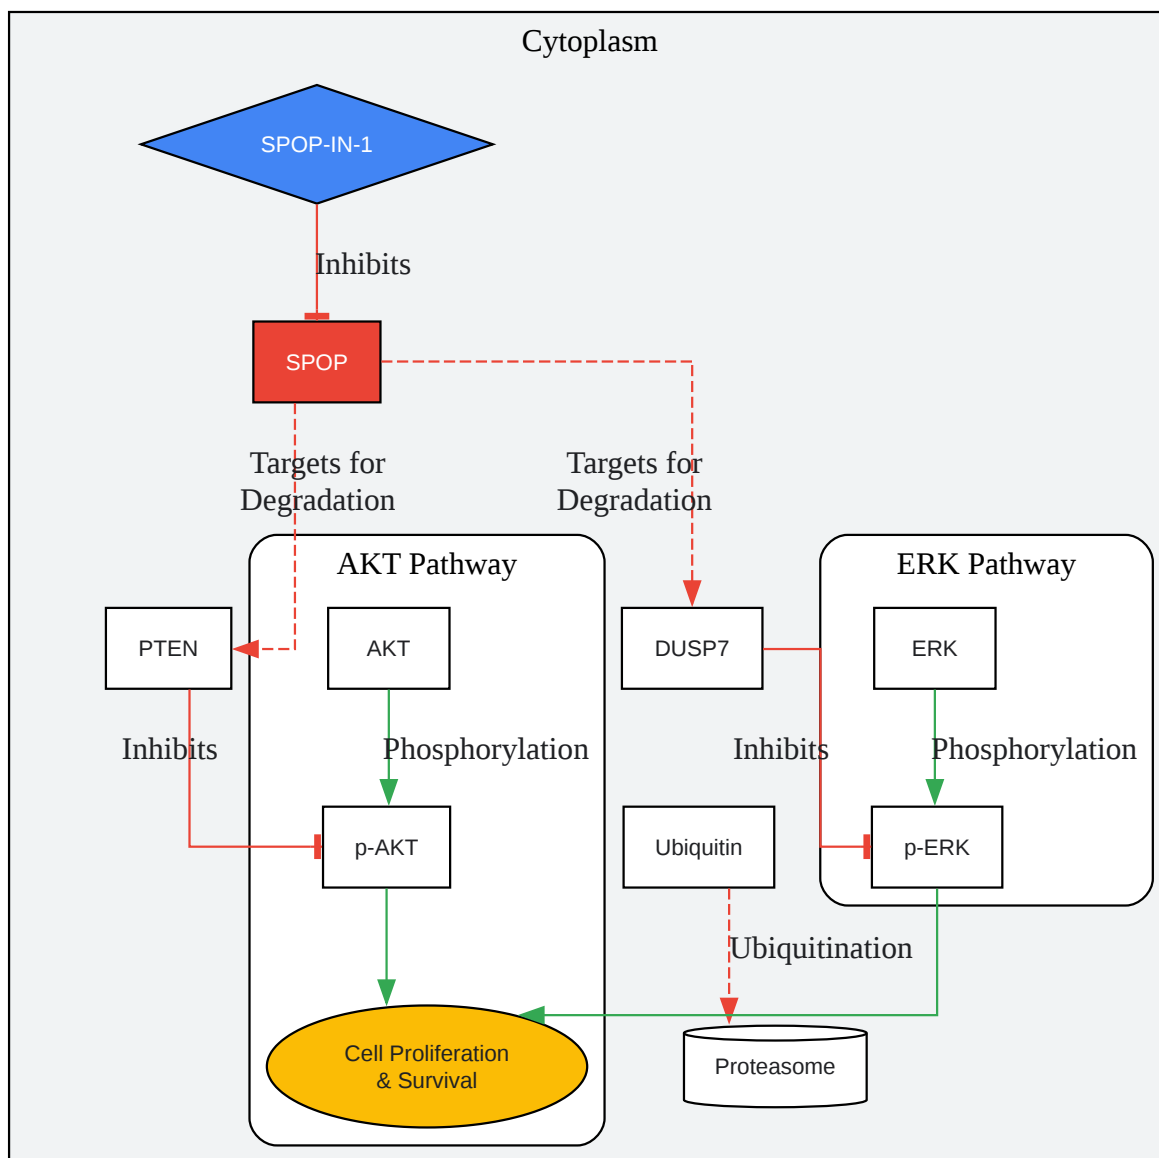 Cytoplasm
SPOP-IN-1
Inhibits
SPOP
Targets for
Degradation
Targets for
Degradation
AKT Pathway
ERK Pathway
PTEN
AKT
DUSP7
ERK
Inhibits
Phosphorylation
Inhibits
Phosphorylation
p-AKT
Ubiquitin
p-ERK
Ubiquitination
Cell Proliferation
& Survival
Proteasome